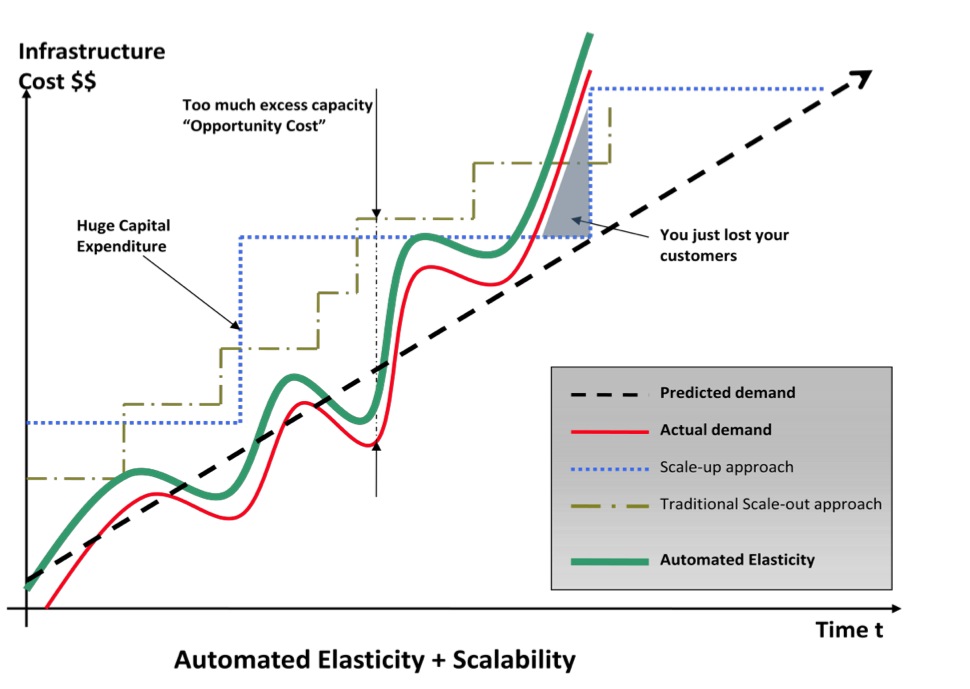 Infrastructure
Cost $$
Too much excess capacity
“Opportunity Cost”
Huge Capital
Expenditure
You just lost your
customers
Predicted demand
Actual demand
Scale-up approach
Traditional Scale-out approach
Automated Elasticity
Time t
Automated Elasticity + Scalability